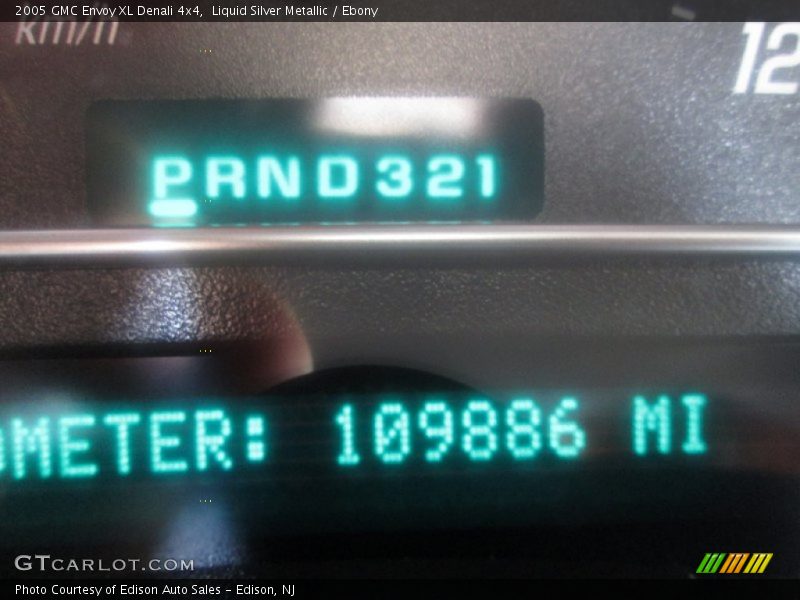 2005 GMC Envoy XL Denali 4x4,  Liquid Silver Metallic / Ebony
km/h
12
PRND321
OMETER: 109886 MI
GTCARLOT.COM
Photo Courtesy of Edison Auto Sales – Edison, NJ